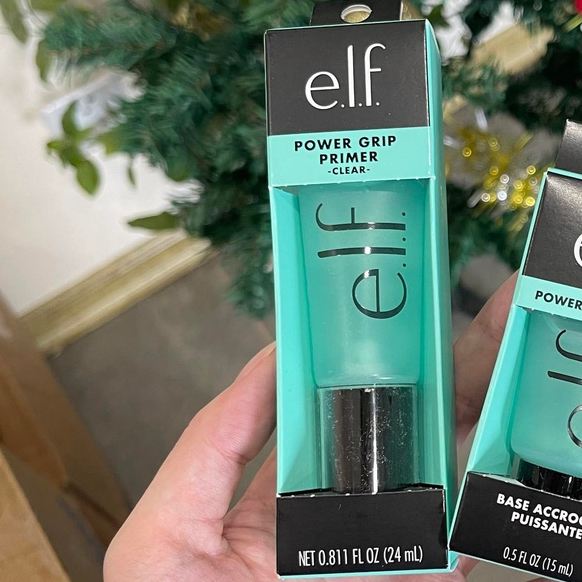 e.l.f.
POWER GRIP
PRIMER
-CLEAR-
e.l.f.
NET 0.811 FL OZ (24 mL)
e
POWER
e.l.f
BASE ACCROC
PUISSANTE
0.5 FL OZ (15 mL)